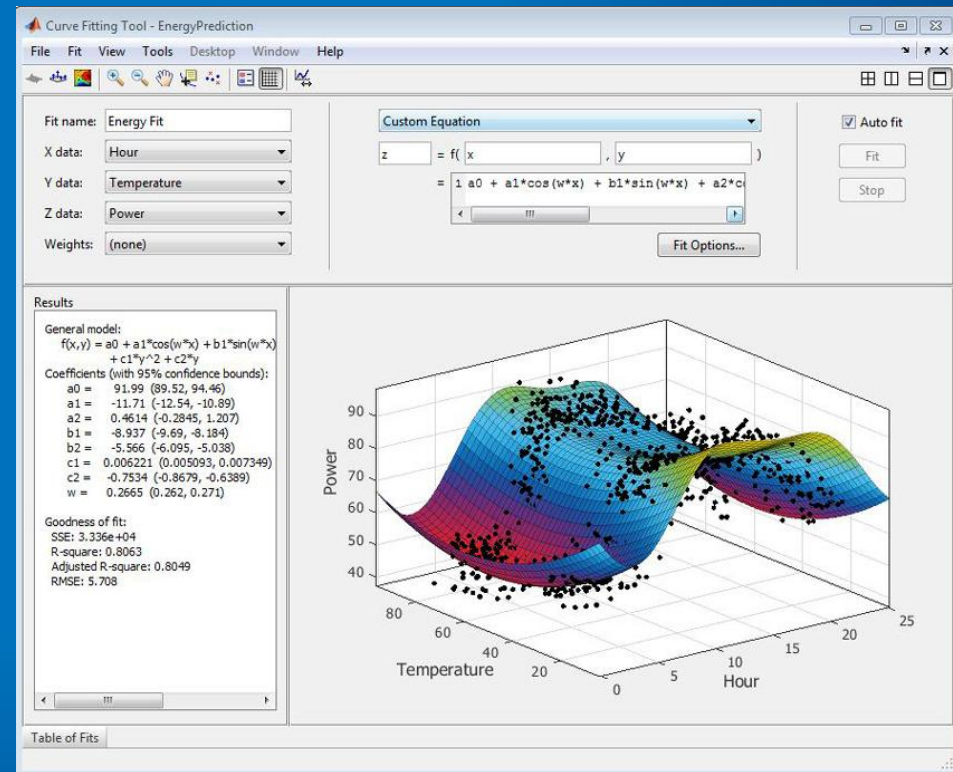 Curve Fitting Tool - EnergyPrediction
File Fit View Tools Desktop Window Help
Fit name: Energy Fit
X data: Hour
Y data: Temperature
Z data: Power
Weights: (none)
Custom Equation
z = f( x , y )
= 1 a0 + a1*cos(w*x) + b1*sin(w*x) + a2*c
Fit Options...
Auto fit
Fit
Stop
Results
General model:
f(x,y) = a0 + a1*cos(w*x) + b1*sin(w*x)
+ c1*y^2 + c2*y
Coefficients (with 95% confidence bounds):
a0 = 91.99 (89.52, 94.46)
a1 = -11.71 (-12.54, -10.89)
a2 = 0.4614 (-0.2845, 1.207)
b1 = -8.937 (-9.69, -8.184)
b2 = -5.566 (-6.095, -5.038)
c1 = 0.006221 (0.005093, 0.007349)
c2 = -0.7534 (-0.8679, -0.6389)
w = 0.2665 (0.262, 0.271)
Goodness of fit:
SSE: 3.336e+04
R-square: 0.8063
Adjusted R-square: 0.8049
RMSE: 5.708
Power
90
80
70
60
50
40
80
60
40
20
Temperature
0
5
10
15
20
25
Hour
Table of Fits